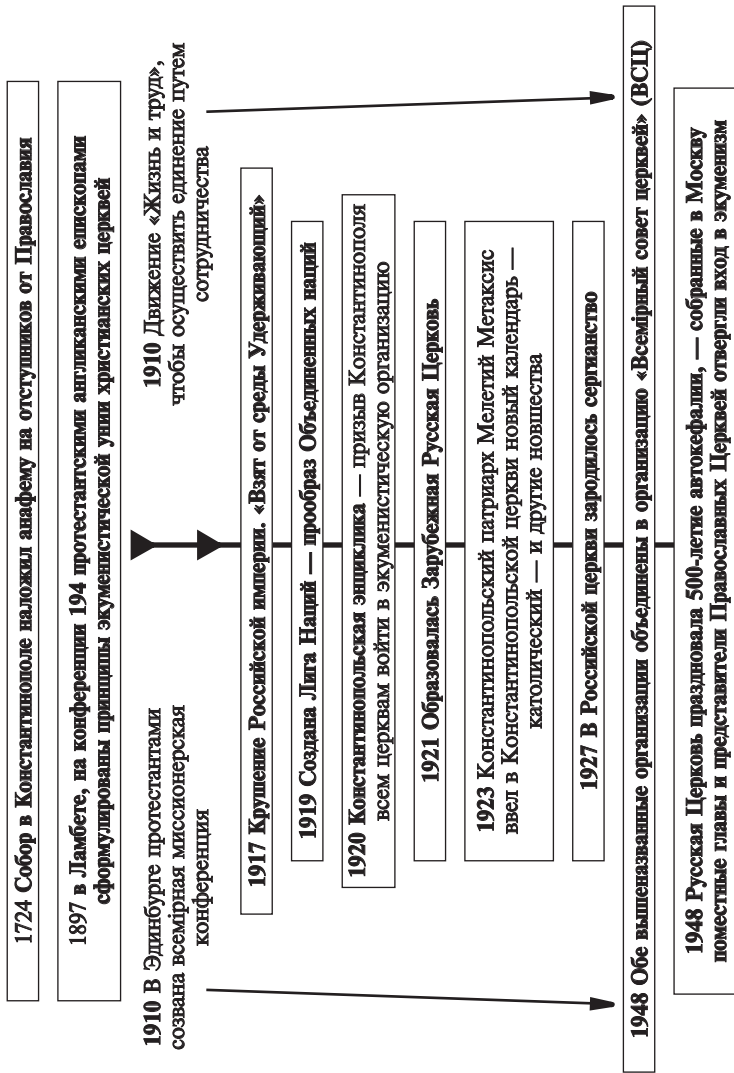 1724 Собор в Константинополе наложил анафему на отступников от Православия
1897 в Ламбете, на конференции 194 протестантскими англиканскими епископами
сформулированы принципы экуменистической унии христианских церквей
1910 В Эдинбурге протестантами
созвана всемірная миссионерская
конференция
1910 Движение «Жизнь и труд»,
чтобы осуществить единение путем
сотрудничества
1917 Крушение Российской империи. «Взят от среды Удерживающий»
1919 Создана Лига Наций — прообраз Объединенных наций
1920 Константинопольская энциклика — призыв Константинополя
всем церквам войти в экуменистическую организацию
1921 Образовалась Зарубежная Русская Церковь
1923 Константинопольский патриарх Мелетий Метаксис
ввел в Константинопольской церкви новый календарь —
католический — и другие новшества
1927 В Российской церкви зародилось сергианство
1948 Обе вышеназванные организации объединены в организацию «Всемірный совет церквей» (ВСЦ)
1948 Русская Церковь праздновала 500-летие автокефалии, — собранные в Москву
поместные главы и представители Православных Церквей отвергли вход в экуменизм